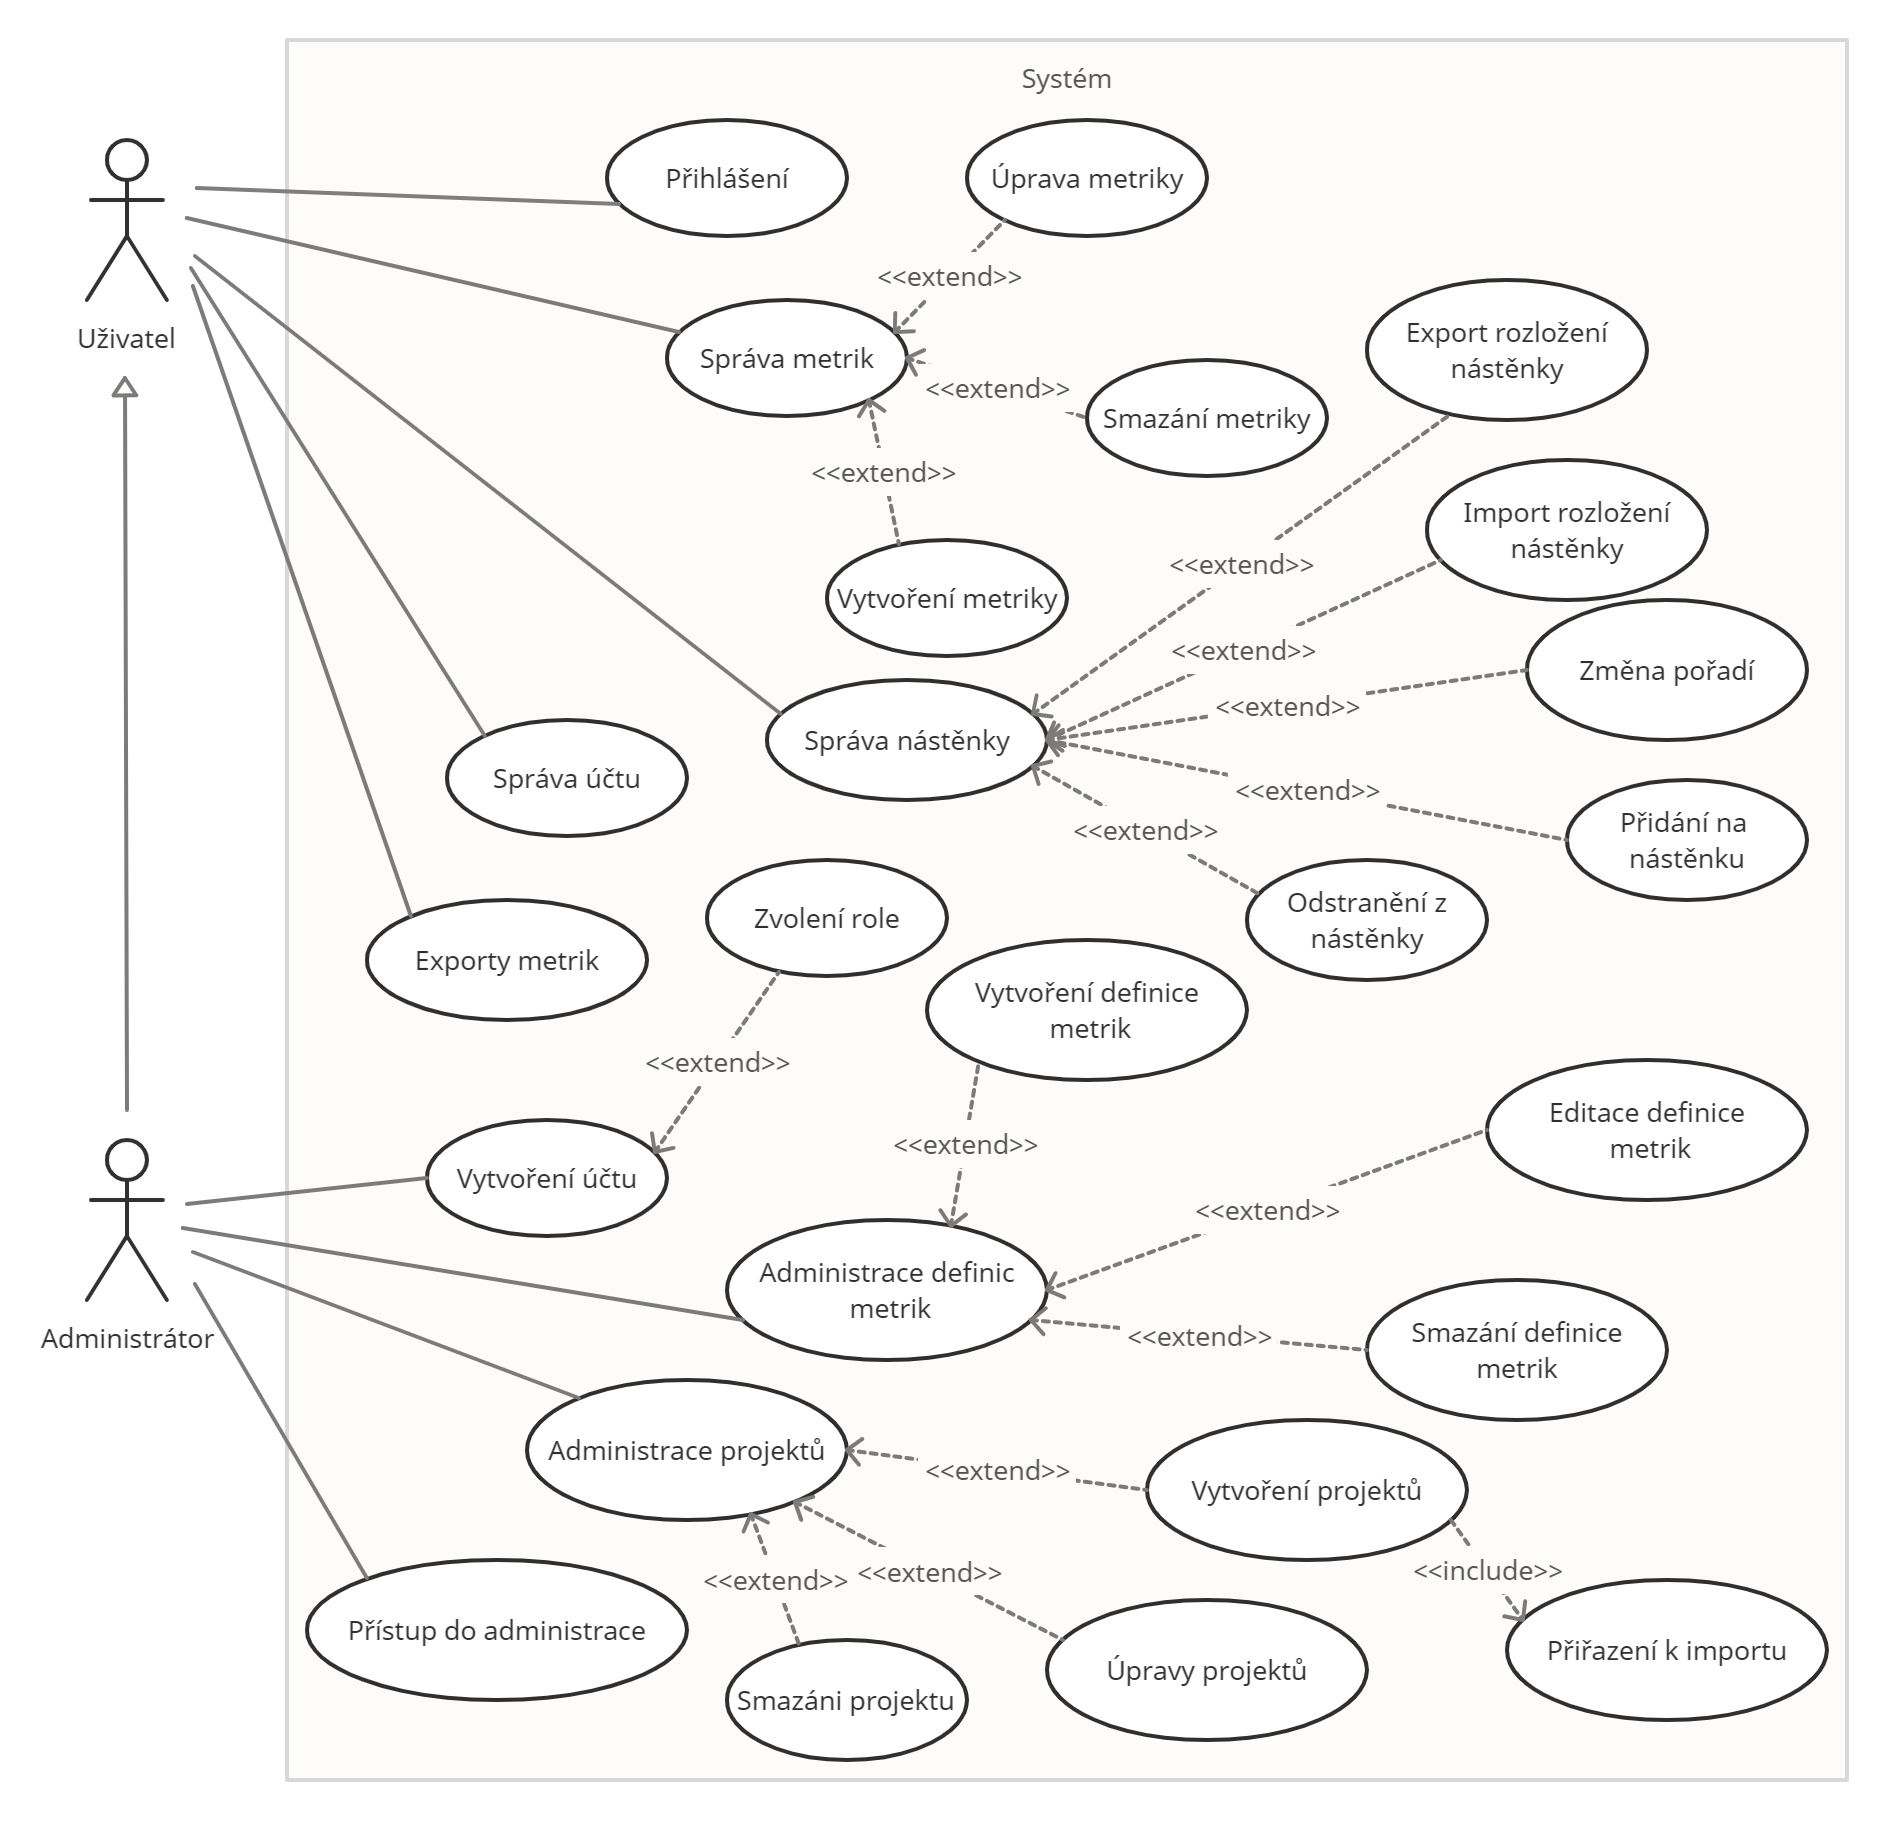 Systém
Přihlášení
Úprava metriky
<<extend>>
Uživatel
Správa metrik
Export rozložení
nástěnky
<<extend>>
Smazání metriky
<<extend>>
Import rozložení
nástěnky
<<extend>>
Vytvoření metriky
<<extend>>
Změna pořadí
<<extend>>
Správa nástěnky
Správa účtu
<<extend>>
Přidání na
nástěnku
<<extend>>
Odstranění z
nástěnky
Zvolení role
Exporty metrik
Vytvoření definice
metrik
<<extend>>
Editace definice
metrik
<<extend>>
Vytvoření účtu
<<extend>>
Administrace definic
metrik
Administrátor
<<extend>>
Smazání definice
metrik
Administrace projektů
<<extend>>
Vytvoření projektů
<<extend>>
<<extend>>
<<include>>
Přístup do administrace
Přiřazení k importu
Úpravy projektů
Smazáni projektu